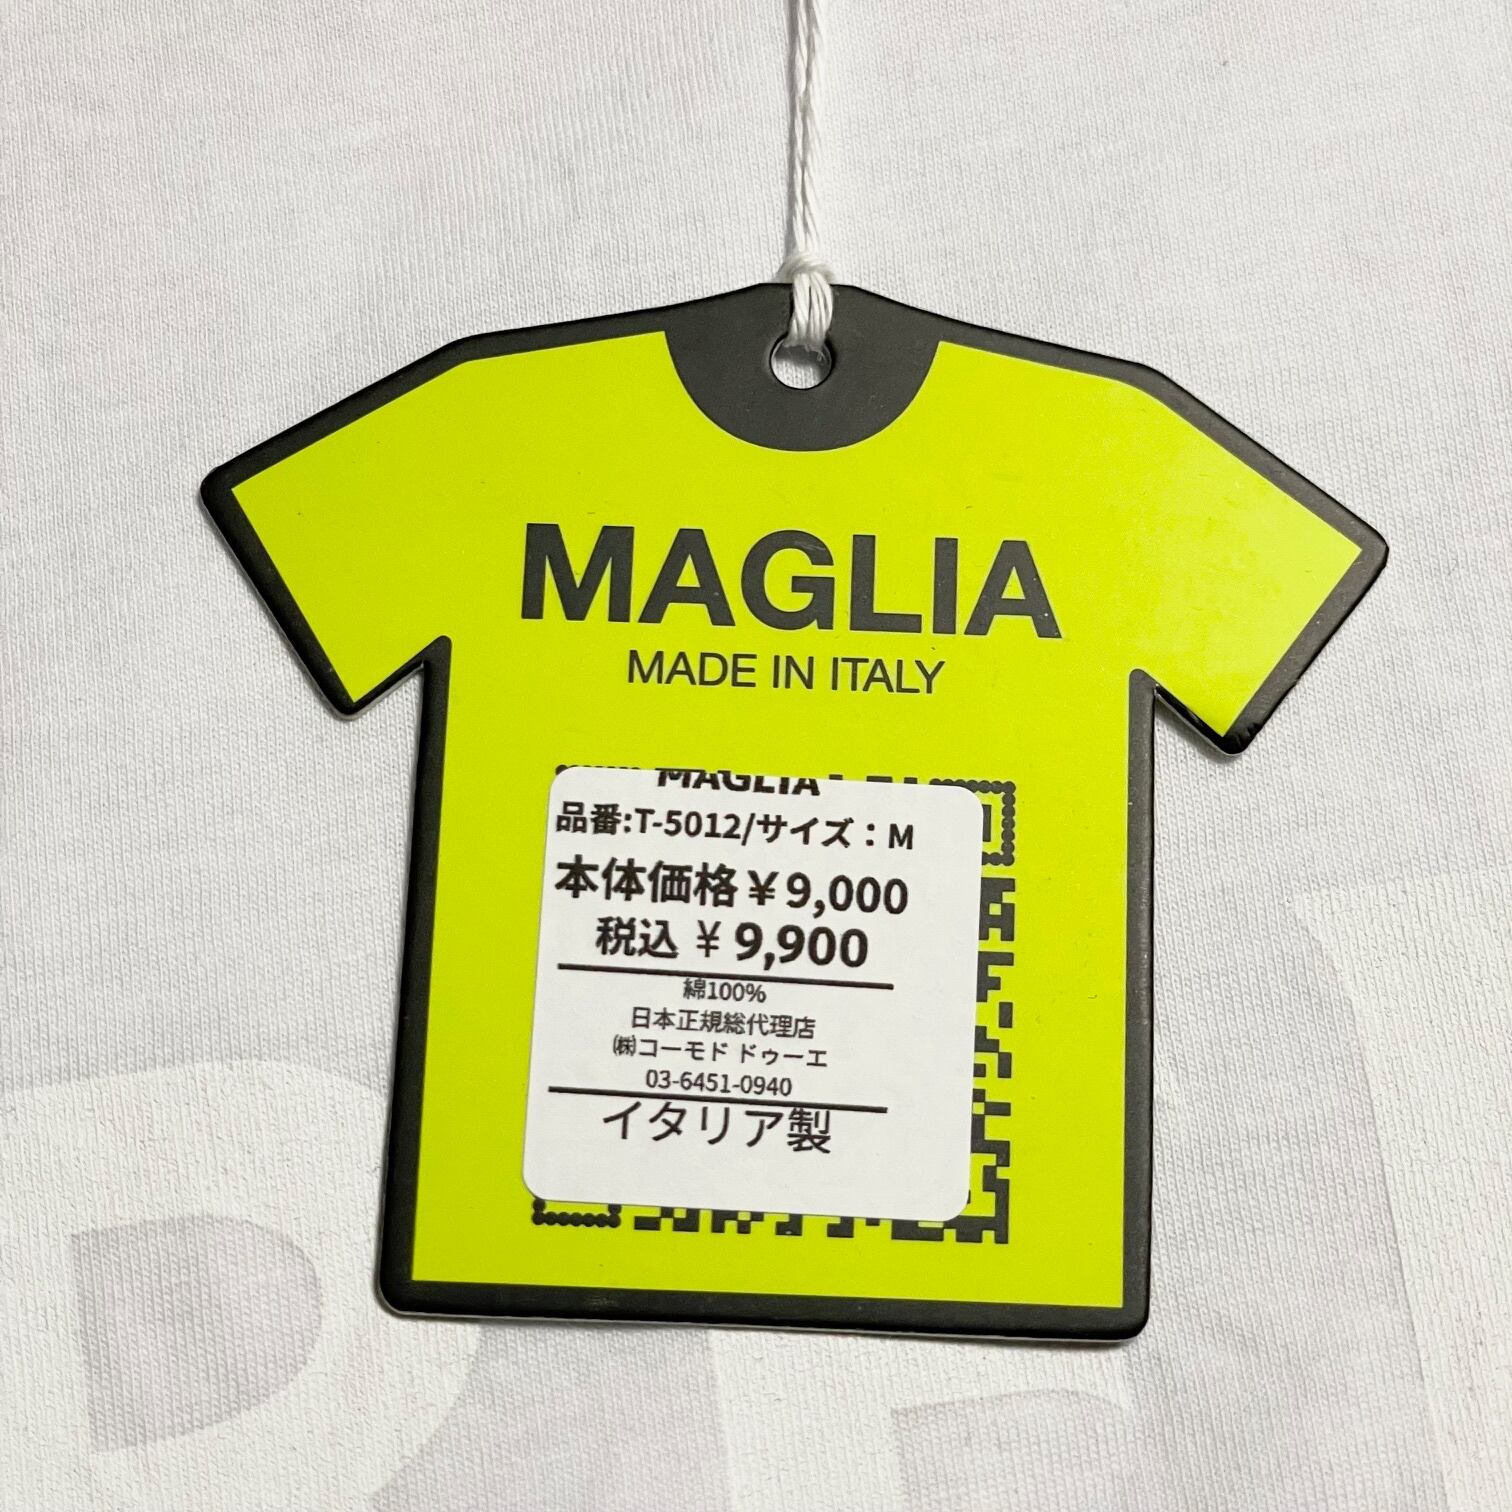 MAGLIA
MADE IN ITALY
MAGLIA
品番:T-5012/サイズ：M
本体価格￥9,000
税込 ￥9,900
綿100%
日本正規総代理店
㈱コーモド ドゥーエ
03-6451-0940
イタリア製